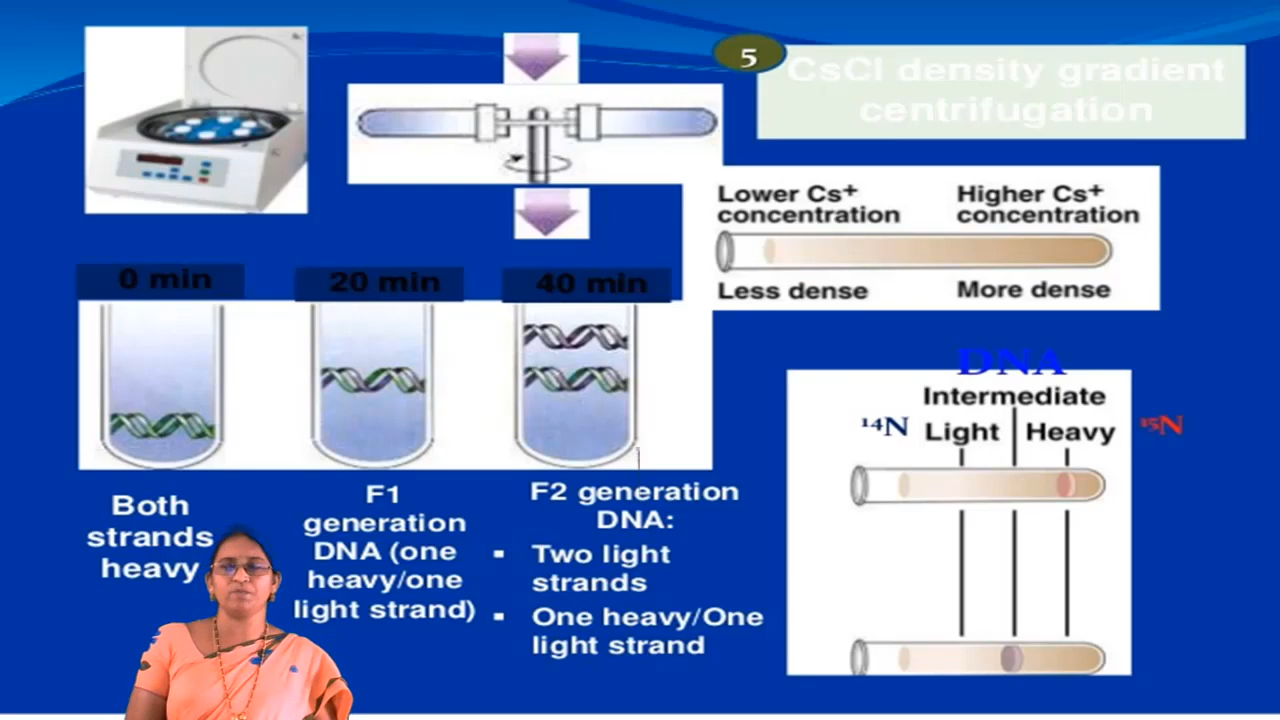 5
CsCl density gradient
centrifugation
Lower Cs+
concentration
Higher Cs+
concentration
Less dense
More dense
0 min
20 min
40 min
DNA
Intermediate
¹⁴N
Light
Heavy
¹⁵N
Both
strands
heavy
F1
generation
DNA (one
heavy/one
light strand)
F2 generation
DNA:
▪ Two light
strands
▪ One heavy/One
light strand